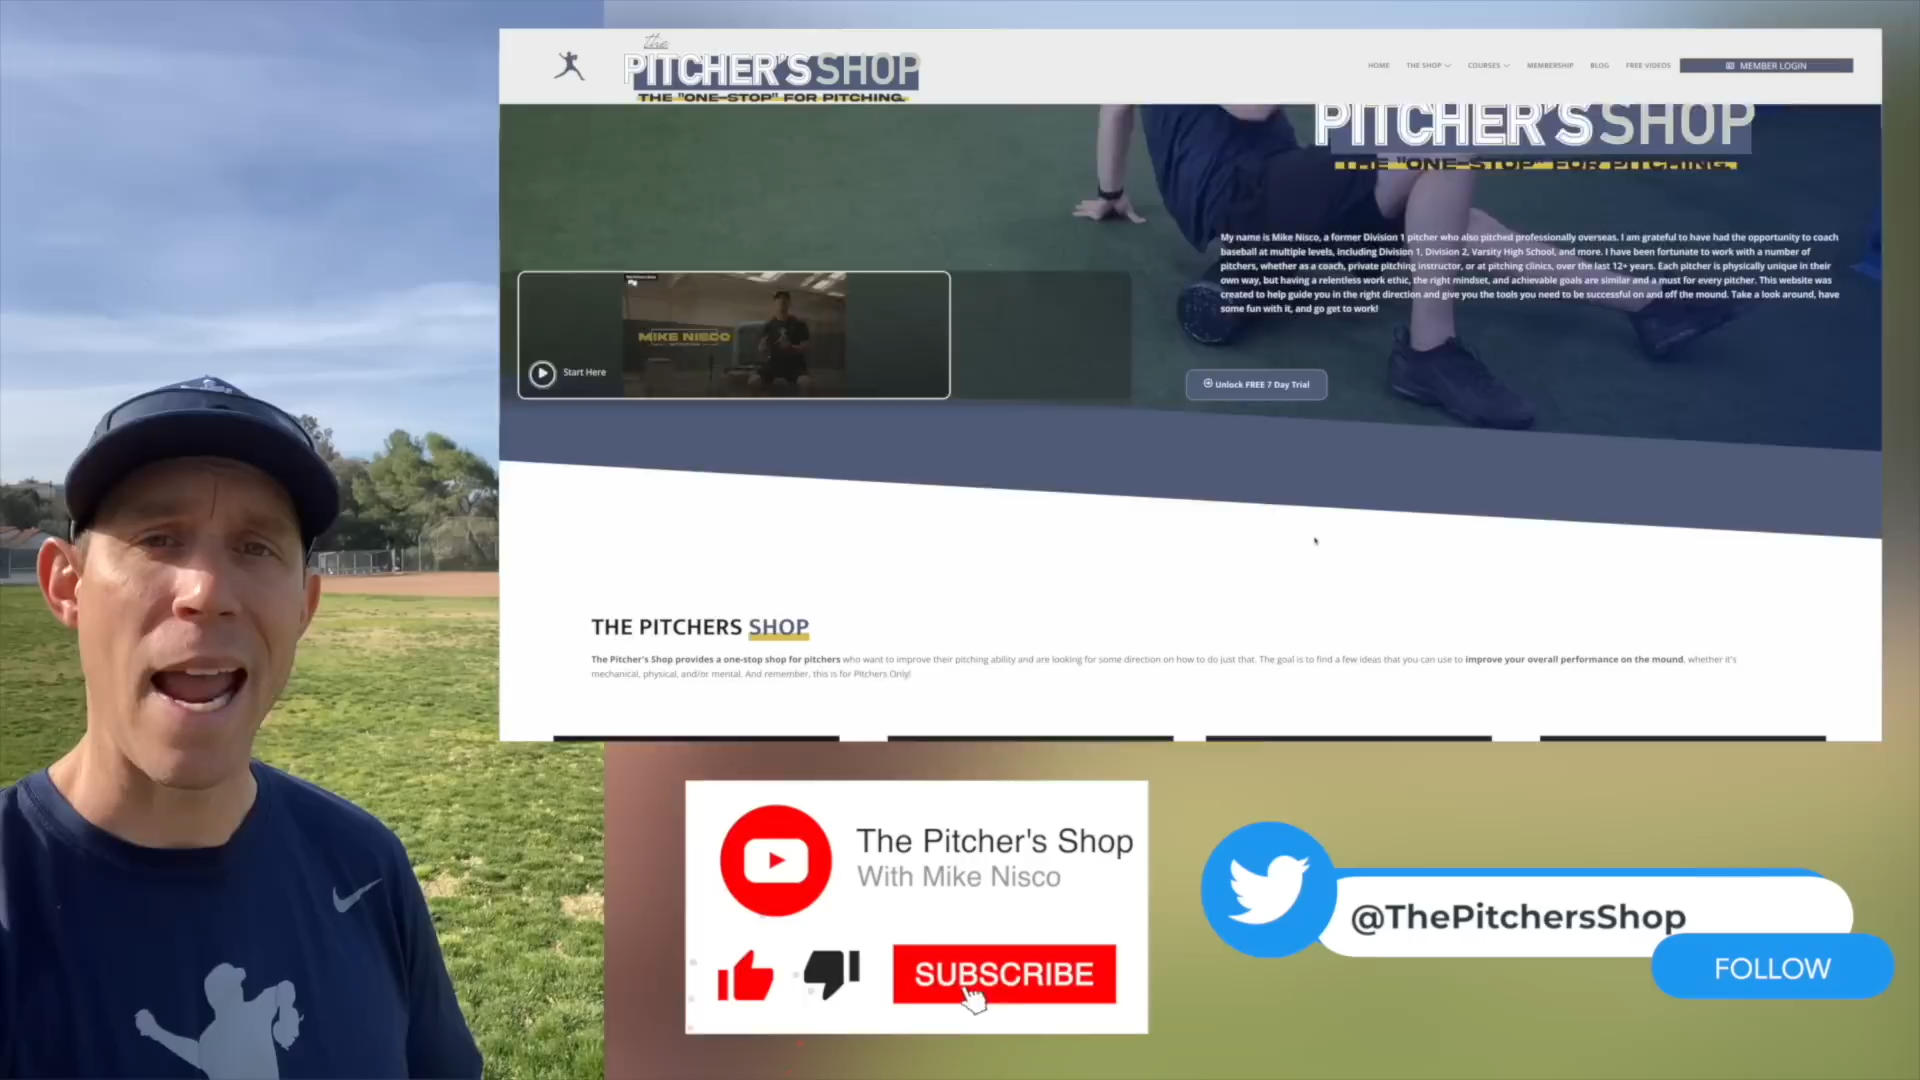 the
PITCHER'S SHOP
THE "ONE-STOP" FOR PITCHING.
HOME THE SHOP COURSES MEMBERSHIP BLOG FREE VIDEOS MEMBER LOGIN
PITCHER'S SHOP
THE "ONE-STOP" FOR PITCHING.
My name is Mike Nisco, a former Division 1 pitcher who also pitched professionally overseas. I am grateful to have had the opportunity to coach
baseball at multiple levels, including Division 1, Division 2, Varsity High School, and more. I have been fortunate to work with a number of
pitchers, whether as a coach, private pitching instructor, or at pitching clinics, over the last 12+ years. Each pitcher is physically unique in their
own way, but having a relentless work ethic, the right mindset, and achievable goals are similar and a must for every pitcher. This website was
created to help guide you in the right direction and give you the tools you need to be successful on and off the mound. Take a look around, have
some fun with it, and go get to work!
MIKE NISCO
Start Here
Unlock FREE 7 Day Trial
THE PITCHERS SHOP
The Pitcher's Shop provides a one-stop shop for pitchers who want to improve their pitching ability and are looking for some direction on how to do just that. The goal is to find a few ideas that you can use to improve your overall performance on the mound, whether it's
mechanical, physical, and/or mental. And remember, this is for Pitchers Only!
The Pitcher's Shop
With Mike Nisco
SUBSCRIBE
@ThePitchersShop
FOLLOW